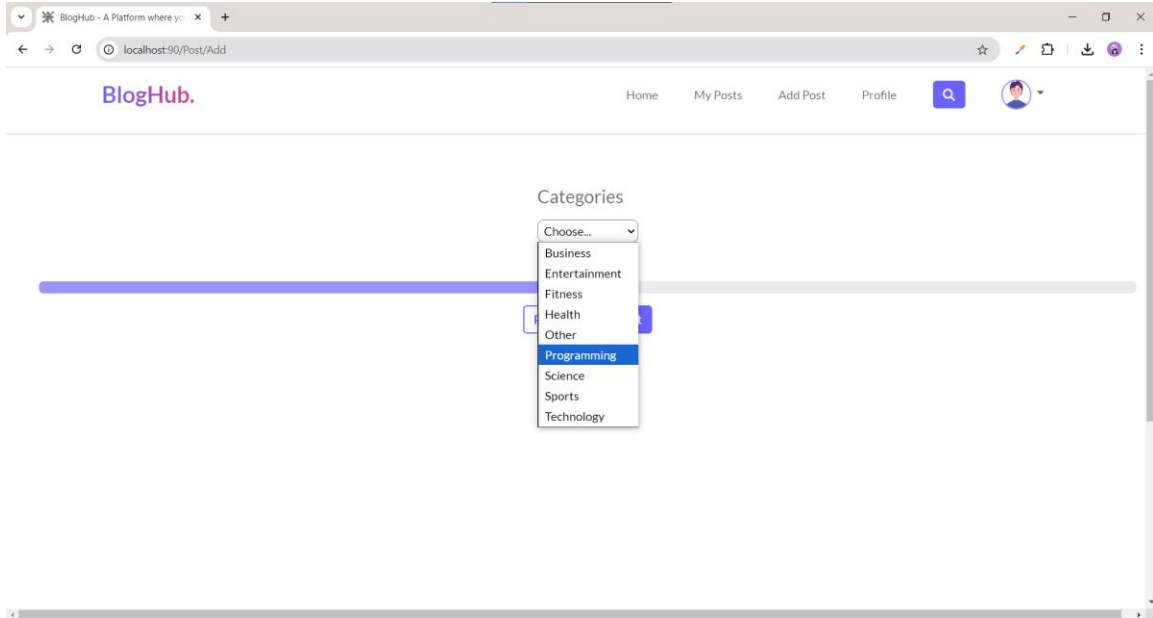 BlogHub - A Platform where yo
localhost:90/Post/Add
BlogHub.
Home My Posts Add Post Profile
Categories
Choose...
Business
Entertainment
Fitness
Health
Other
Programming
Science
Sports
Technology